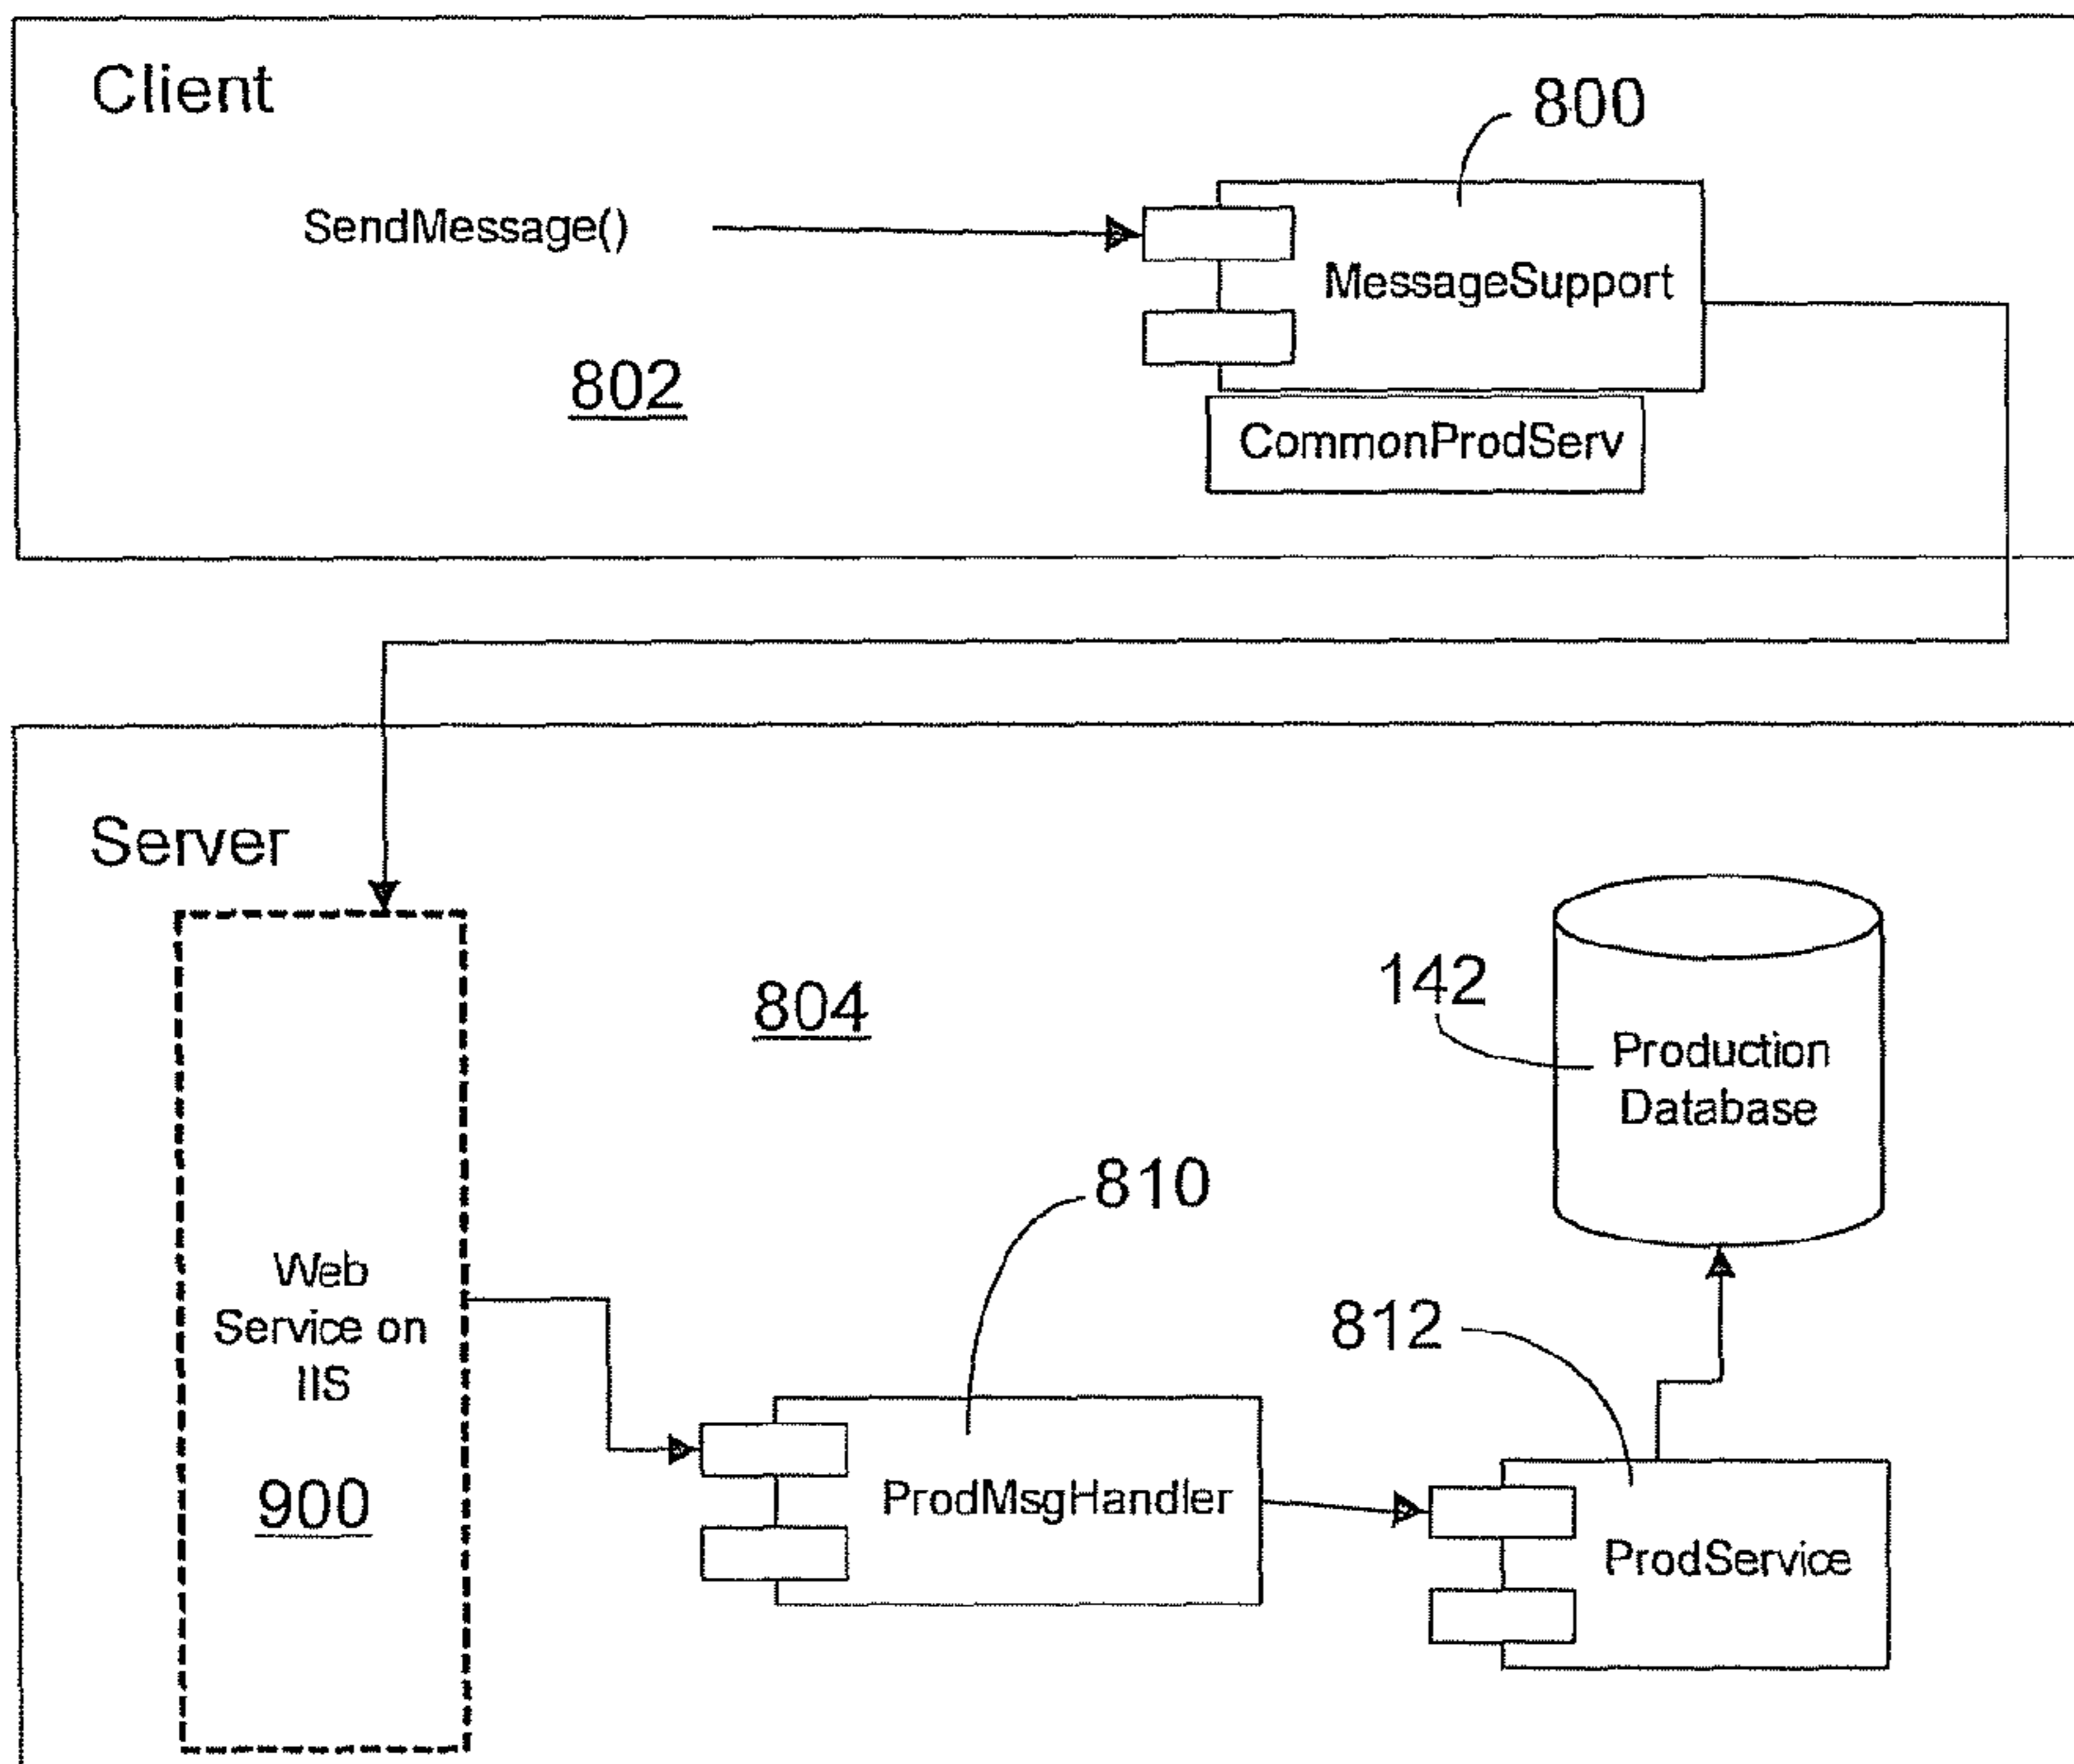 Client
800
SendMessage()
MessageSupport
802
CommonProdServ
Server
804
142
Production
Database
810
Web
Service on
IIS
812
900
ProdMsgHandler
ProdService